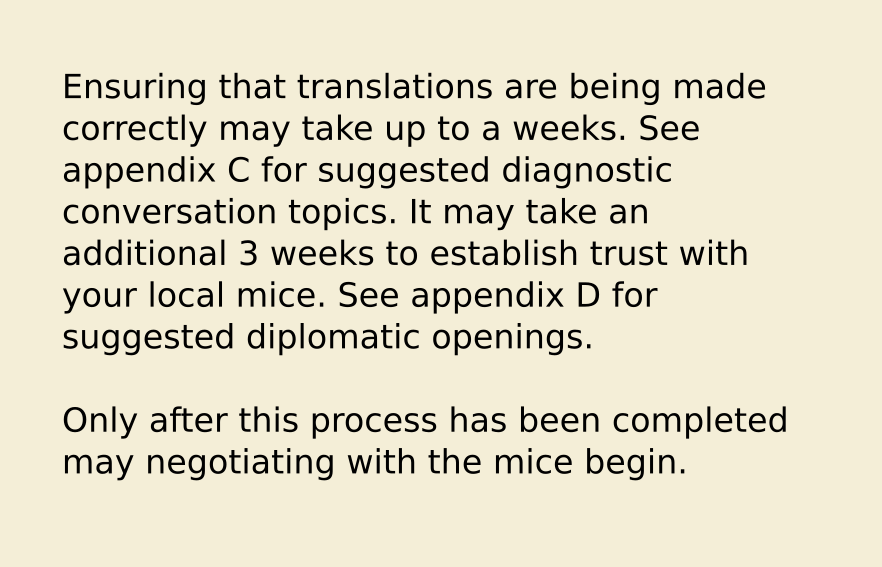 Ensuring that translations are being made
correctly may take up to a weeks. See
appendix C for suggested diagnostic
conversation topics. It may take an
additional 3 weeks to establish trust with
your local mice. See appendix D for
suggested diplomatic openings.

Only after this process has been completed
may negotiating with the mice begin.